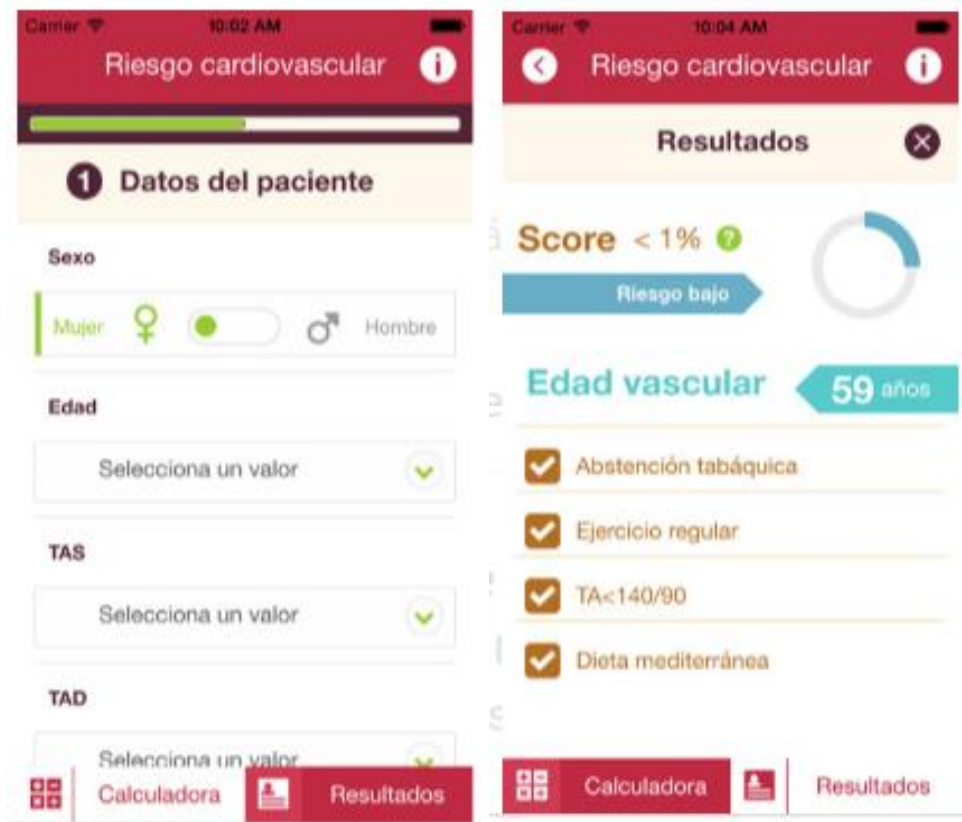 Carrier 10:02 AM
Riesgo cardiovascular i
1 Datos del paciente
Sexo
Mujer Hombre
Edad
Selecciona un valor
TAS
Selecciona un valor
TAD
Selecciona un valor
Calculadora Resultados
Carrier 10:04 AM
Riesgo cardiovascular i
Resultados
Score < 1% ?
Riesgo bajo
Edad vascular 59 años
Abstención tabáquica
Ejercicio regular
TA<140/90
Dieta mediterránea
Calculadora Resultados